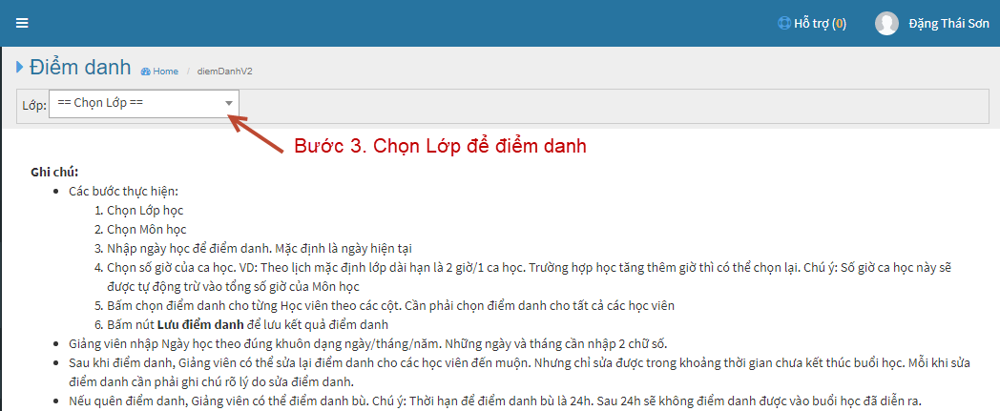 Hỗ trợ (0) Đặng Thái Sơn
Điểm danh Home / diemDanhV2
Lớp: == Chọn Lớp ==
Bước 3. Chọn Lớp để điểm danh
Ghi chú:
• Các bước thực hiện:
1. Chọn Lớp học
2. Chọn Môn học
3. Nhập ngày học để điểm danh. Mặc định là ngày hiện tại
4. Chọn số giờ của ca học. VD: Theo lịch mặc định lớp dài hạn là 2 giờ/1 ca học. Trường hợp học tăng thêm giờ thì có thể chọn lại. Chú ý: Số giờ ca học này sẽ
được tự động trừ vào tổng số giờ của Môn học
5. Bấm chọn điểm danh cho từng Học viên theo các cột. Cần phải chọn điểm danh cho tất cả các học viên
6. Bấm nút Lưu điểm danh để lưu kết quả điểm danh
• Giảng viên nhập Ngày học theo đúng khuôn dạng ngày/tháng/năm. Những ngày và tháng cần nhập 2 chữ số.
• Sau khi điểm danh, Giảng viên có thể sửa lại điểm danh cho các học viên đến muộn. Nhưng chỉ sửa được trong khoảng thời gian chưa kết thúc buổi học. Mỗi khi sửa
điểm danh cần phải ghi chú rõ lý do sửa điểm danh.
• Nếu quên điểm danh, Giảng viên có thể điểm danh bù. Chú ý: Thời hạn để điểm danh bù là 24h. Sau 24h sẽ không điểm danh được vào buổi học đã diễn ra.